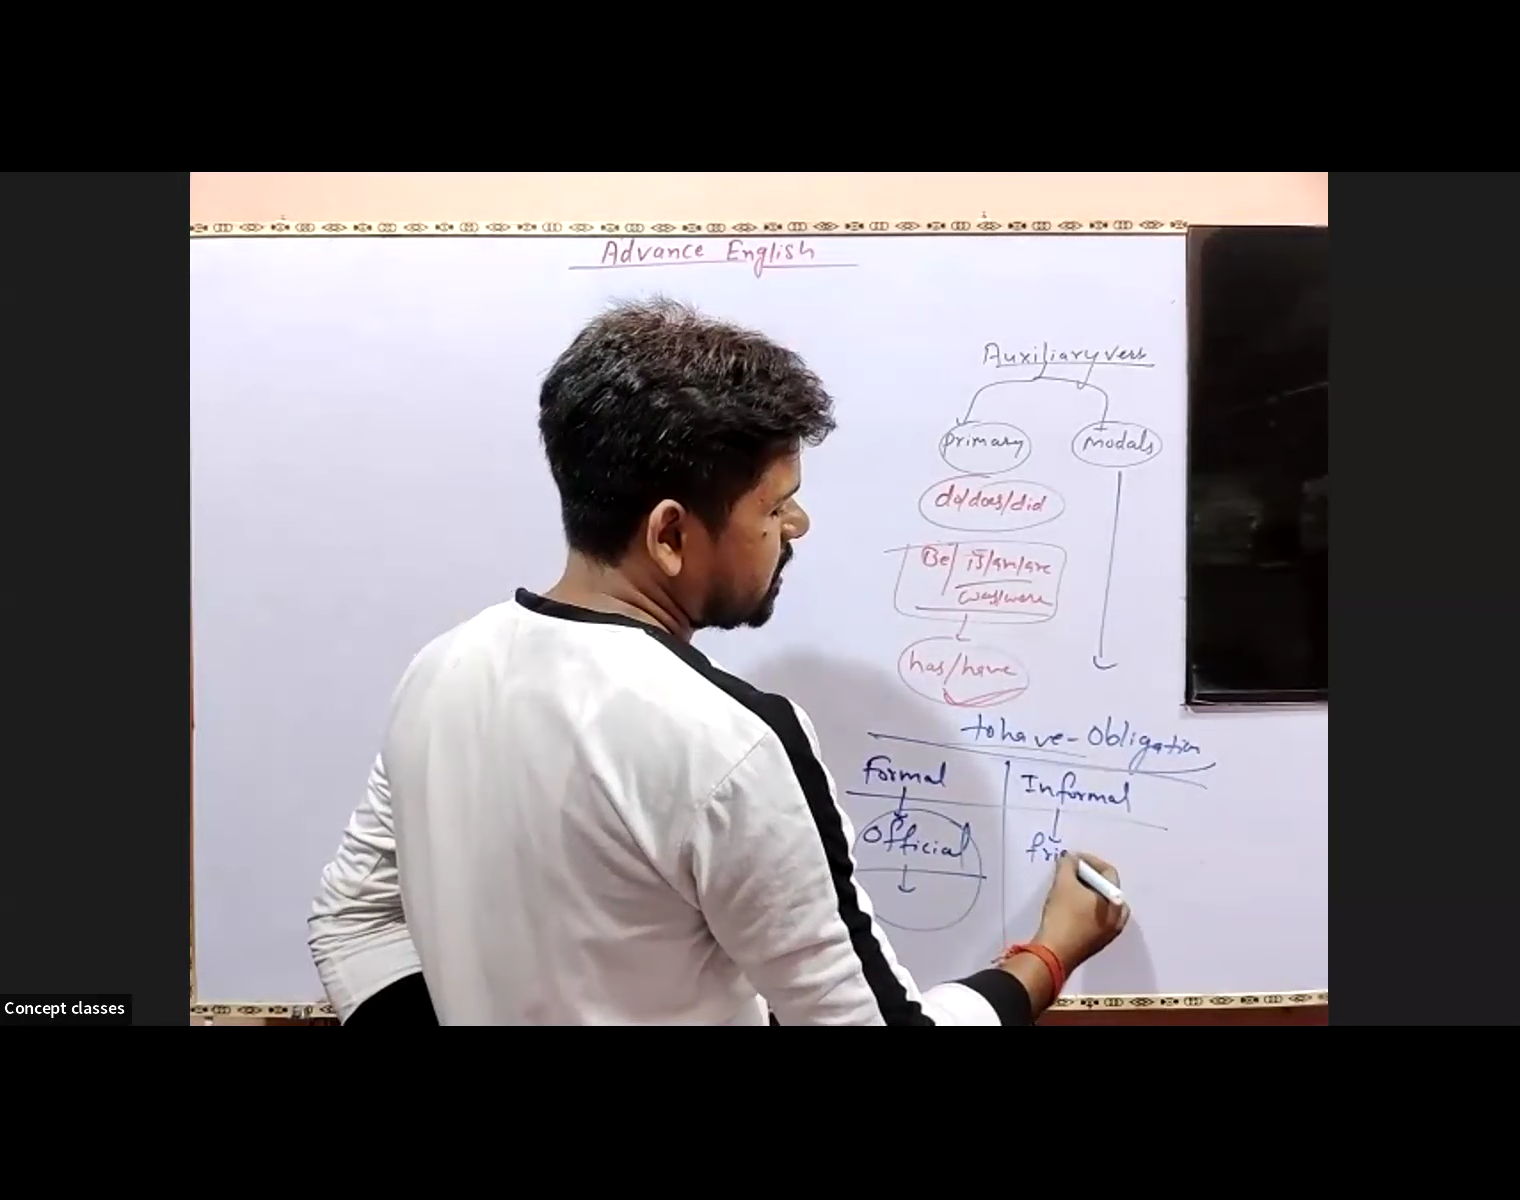 Advance English
Auxiliary verb
primary modals
do/does/did
Be/ is/am/are
was/were
has/have
to have - Obligation
Formal Informal
Official frie
Concept classes